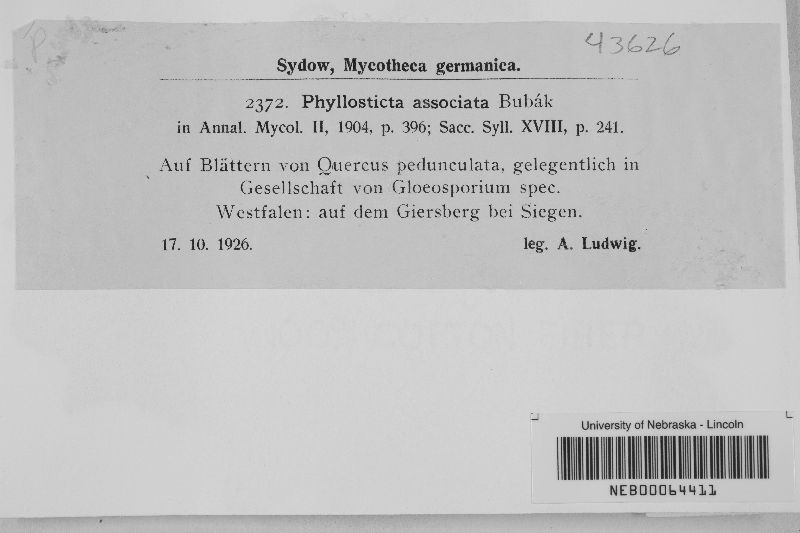 43626
Sydow, Mycotheca germanica.
2372. Phyllosticta associata Bubák
in Annal. Mycol. II, 1904, p. 396; Sacc. Syll. XVIII, p. 241.
Auf Blättern von Quercus pedunculata, gelegentlich in
Gesellschaft von Gloeosporium spec.
Westfalen: auf dem Giersberg bei Siegen.
17. 10. 1926. leg. A. Ludwig.
University of Nebraska - Lincoln
NEB00064411